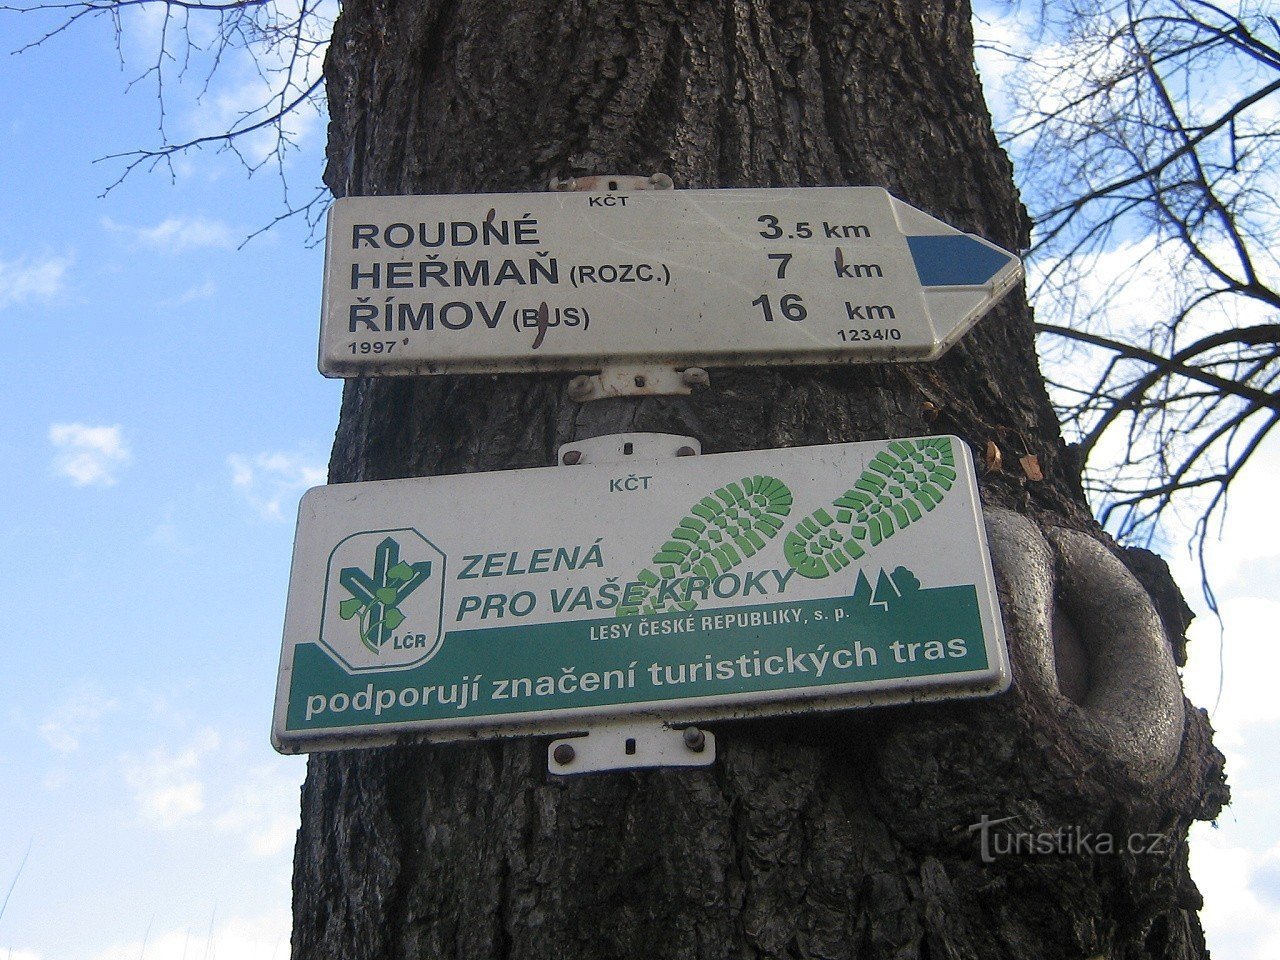 KČT
ROUDNÉ 3.5 km
HEŘMAŇ (ROZC.) 7 km
ŘÍMOV (BUS) 16 km
1997 1234/0
KČT
ZELENÁ
PRO VAŠE KROKY
LČR
LESY ČESKÉ REPUBLIKY, s. p.
podporují značení turistických tras
Turistika.cz